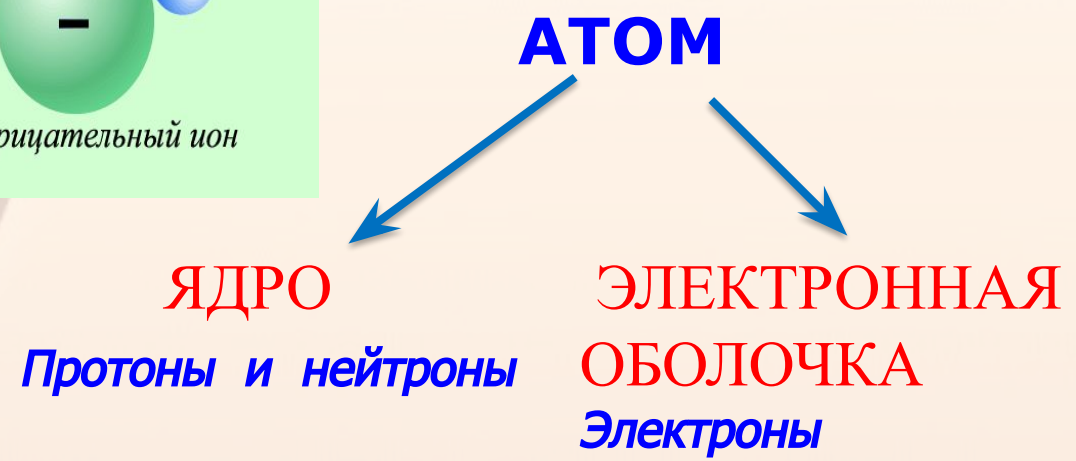 -
АТОМ
рицательный ион
ЯДРО
Протоны и нейтроны
ЭЛЕКТРОННАЯ
ОБОЛОЧКА
Электроны